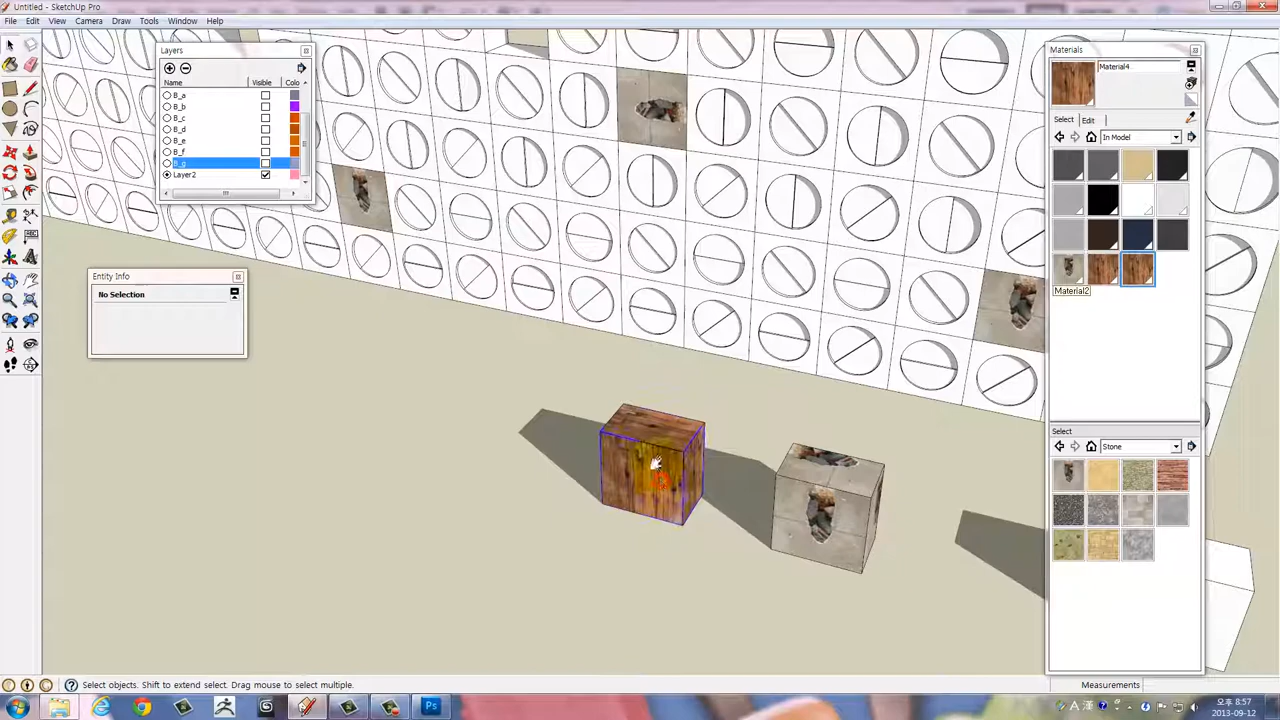 Untitled - SketchUp Pro
File Edit View Camera Draw Tools Window Help
Layers
Name Visible Colo
B_a
B_b
B_c
B_d
B_e
B_f
B_g
Layer2
Entity Info
No Selection
Materials
Material4
Select Edit
In Model
Material2
Select
Stone
Select objects. Shift to extend select. Drag mouse to select multiple.
Measurements
오후 8:57
2013-09-12